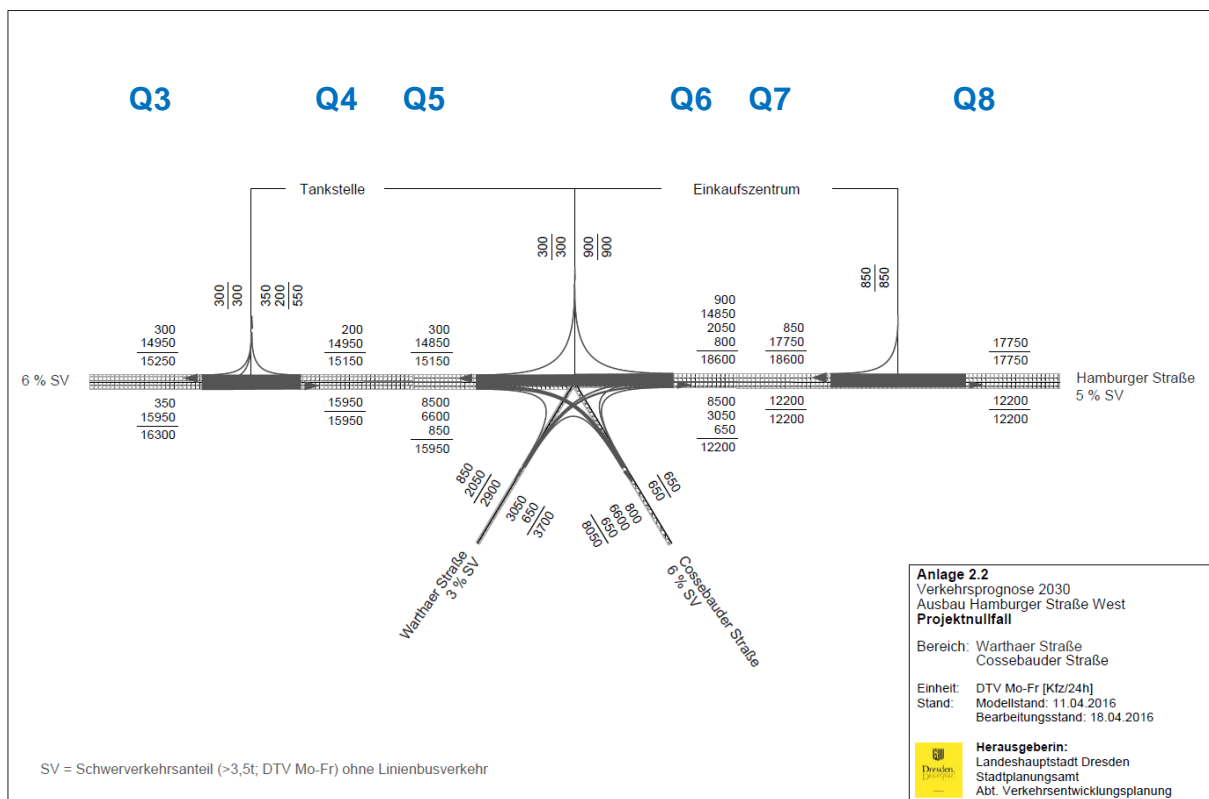 Q3 Q4 Q5 Q6 Q7 Q8
Tankstelle
Einkaufszentrum
300
300
900
900
300
300
350
200
550
850
850
300
14950
15250
200
14950
15150
300
14850
15150
900
14850
2050
800
18600
850
17750
18600
17750
17750
6 % SV
Hamburger Straße
5 % SV
350
15950
16300
15950
15950
8500
6600
850
15950
8500
3050
650
12200
12200
12200
12200
12200
850
2050
2900
3050
650
3700
650
650
800
6600
650
8050
Warthaer Straße
3 % SV
Cossebauder Straße
6 % SV
Anlage 2.2
Verkehrsprognose 2030
Ausbau Hamburger Straße West
Projektnullfall
Bereich: Warthaer Straße
Cossebauder Straße
Einheit: DTV Mo-Fr [Kfz/24h]
Stand: Modellstand: 11.04.2016
Bearbeitungsstand: 18.04.2016
Herausgeberin:
Landeshauptstadt Dresden
Stadtplanungsamt
Abt. Verkehrsentwicklungsplanung
Dresden.
SV = Schwerverkehrsanteil (>3,5t; DTV Mo-Fr) ohne Linienbusverkehr